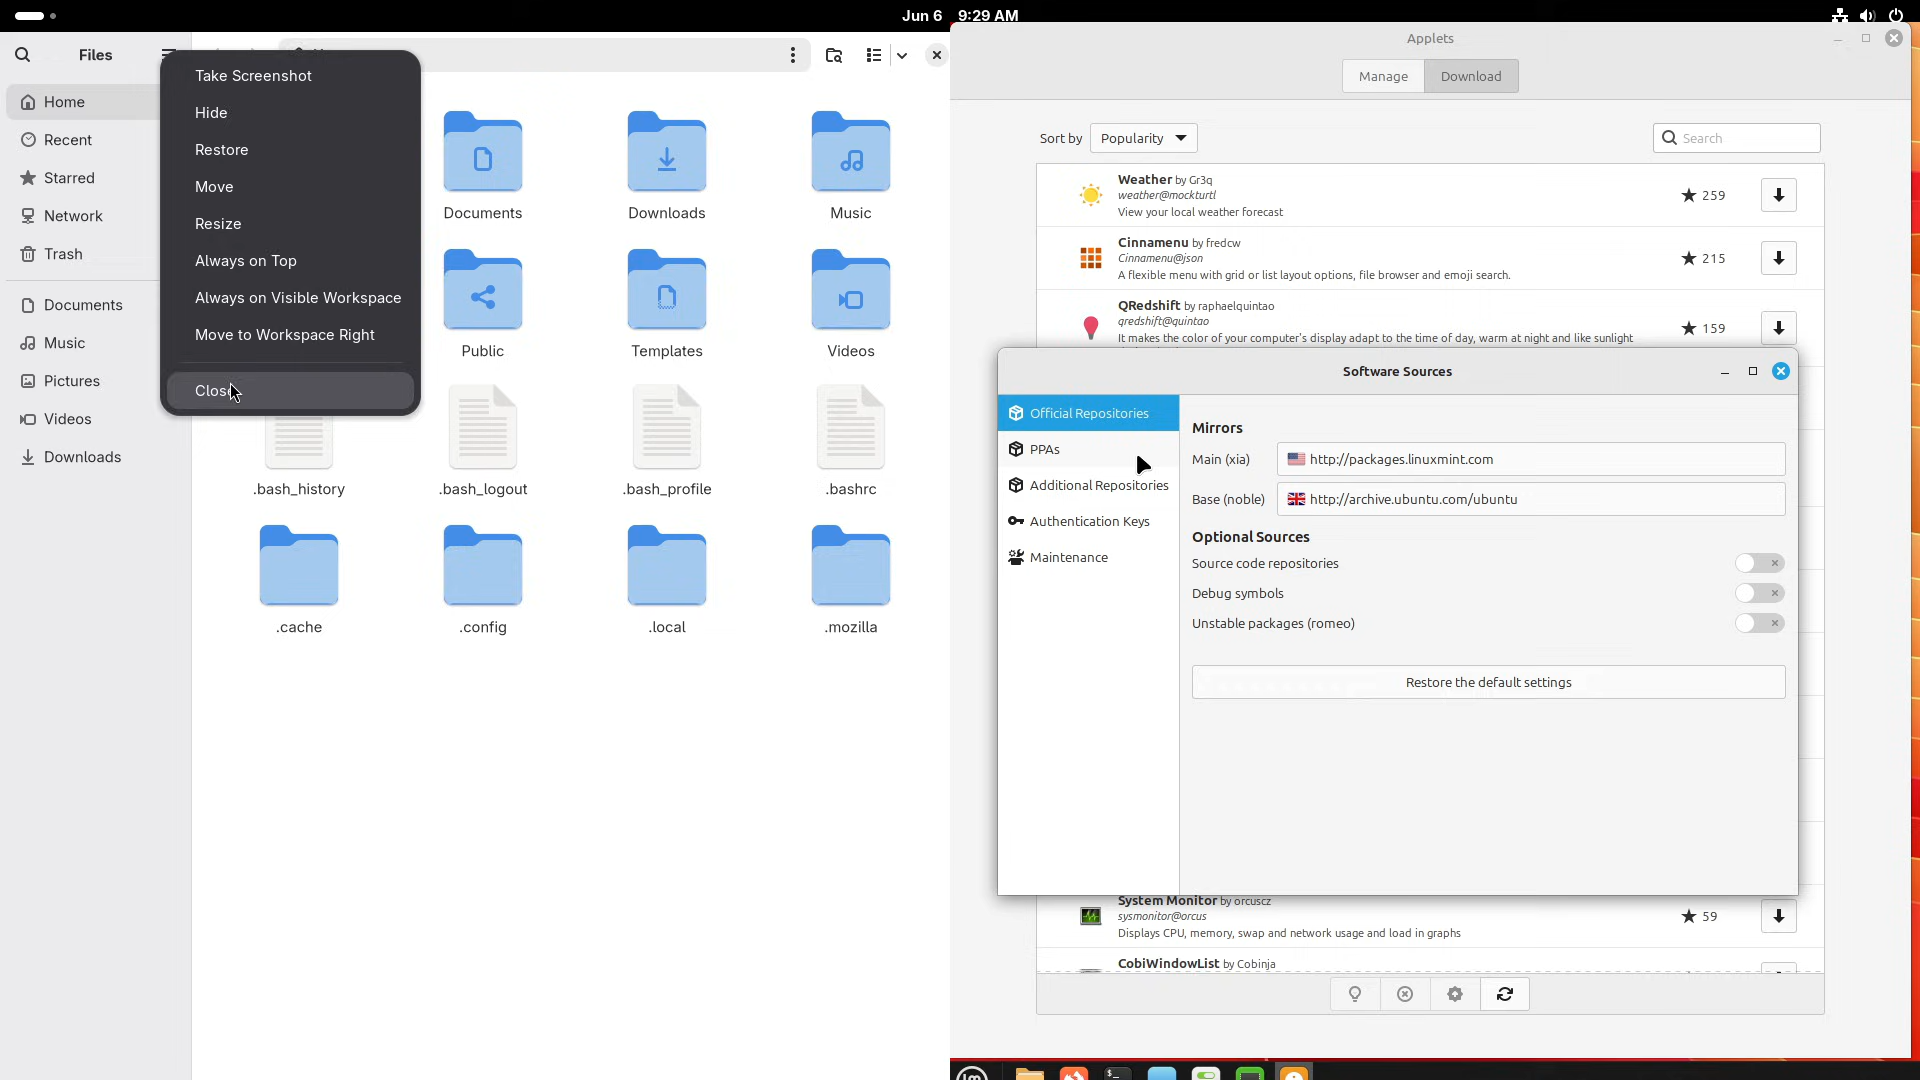 Jun 6 9:29 AM
Files
Home
Recent
Starred
Network
Trash
Documents
Music
Pictures
Videos
Downloads
Take Screenshot
Hide
Restore
Move
Resize
Always on Top
Always on Visible Workspace
Move to Workspace Right
Close
Documents
Downloads
Music
Public
Templates
Videos
.bash_history
.bash_logout
.bash_profile
.bashrc
.cache
.config
.local
.mozilla
Applets
Manage
Download
Sort by
Popularity
Search
Weather by Gr3q
weather@mockturtl
View your local weather forecast
259
Cinnamenu by fredcw
Cinnamenu@json
A flexible menu with grid or list layout options, file browser and emoji search.
215
QRedshift by raphaelquintao
qredshift@quintao
It makes the color of your computer's display adapt to the time of day, warm at night and like sunlight
159
Software Sources
Official Repositories
PPAs
Additional Repositories
Authentication Keys
Maintenance
Mirrors
Main (xia)
http://packages.linuxmint.com
Base (noble)
http://archive.ubuntu.com/ubuntu
Optional Sources
Source code repositories
Debug symbols
Unstable packages (romeo)
Restore the default settings
System Monitor by orcuscz
sysmonitor@orcus
Displays CPU, memory, swap and network usage and load in graphs
59
CobiWindowList by Cobinja